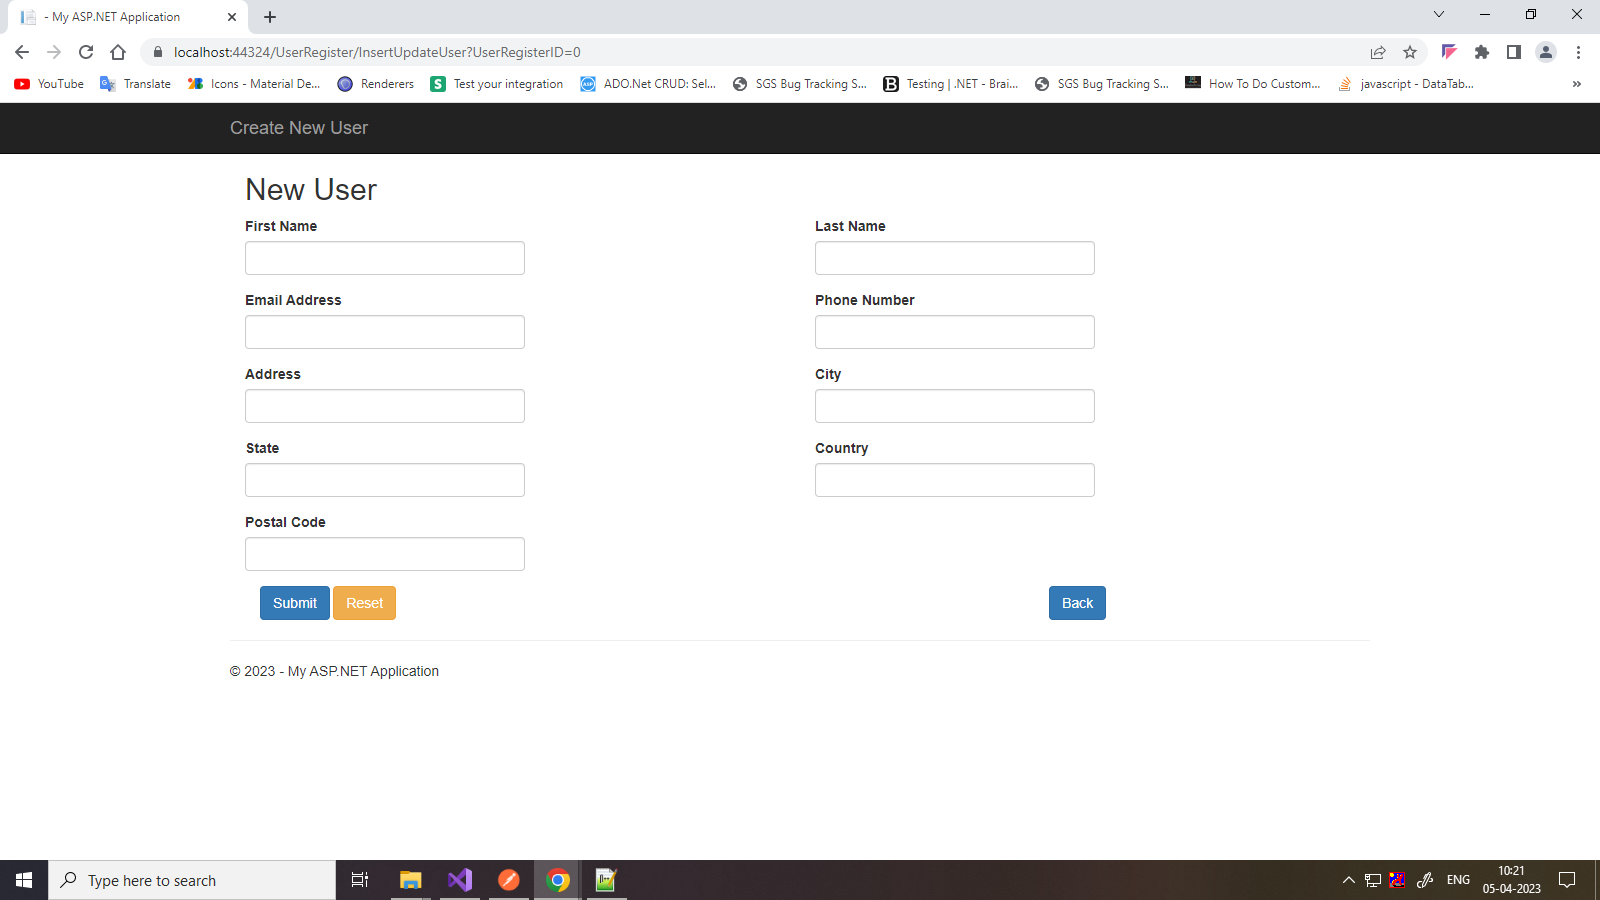 - My ASP.NET Application
localhost:44324/UserRegister/InsertUpdateUser?UserRegisterID=0
YouTube Translate Icons - Material De... Renderers Test your integration ADO.Net CRUD: Sel... SGS Bug Tracking S... Testing | .NET - Brai... SGS Bug Tracking S... How To Do Custom... javascript - DataTab... »
Create New User
New User
First Name Last Name
Email Address Phone Number
Address City
State Country
Postal Code
Submit Reset Back
© 2023 - My ASP.NET Application
Type here to search
ENG
10:21
05-04-2023